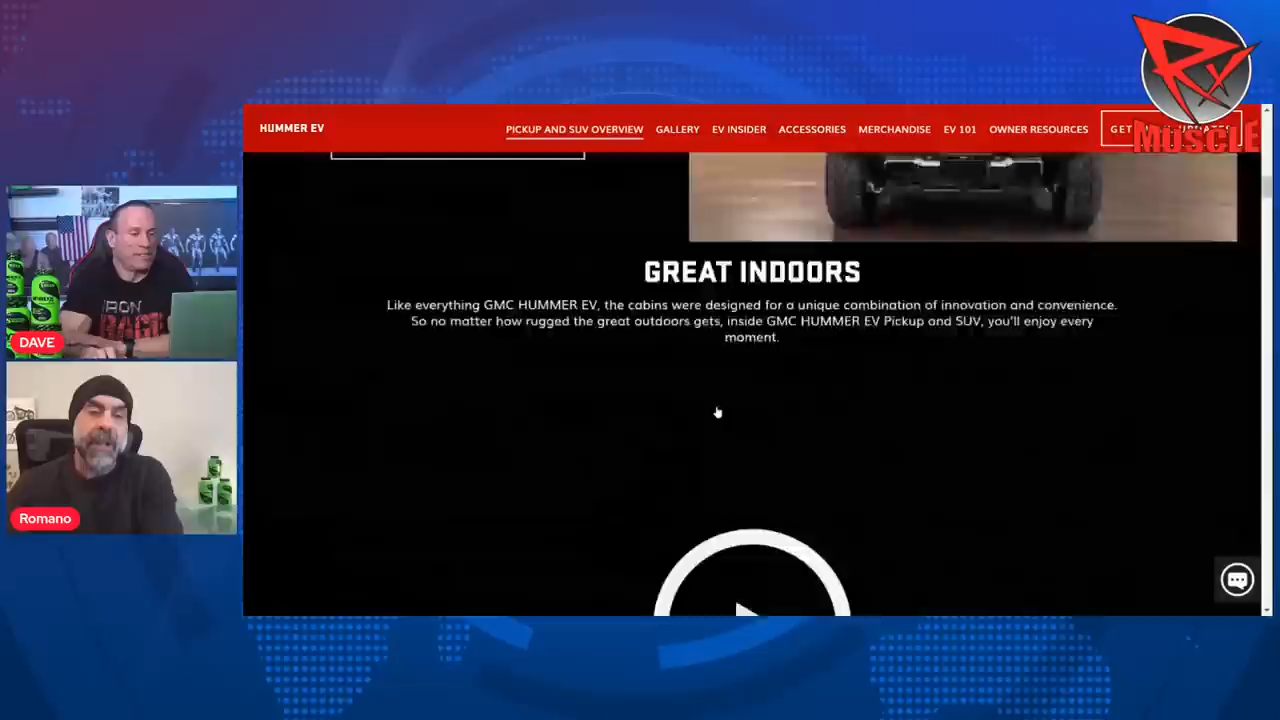 Rx
MUSCLE
HUMMER EV
PICKUP AND SUV OVERVIEW
GALLERY
EV INSIDER
ACCESSORIES
MERCHANDISE
EV 101
OWNER RESOURCES
GET
GREAT INDOORS
Like everything GMC HUMMER EV, the cabins were designed for a unique combination of innovation and convenience.
So no matter how rugged the great outdoors gets, inside GMC HUMMER EV Pickup and SUV, you'll enjoy every
moment.
IRON
DAVE
Romano